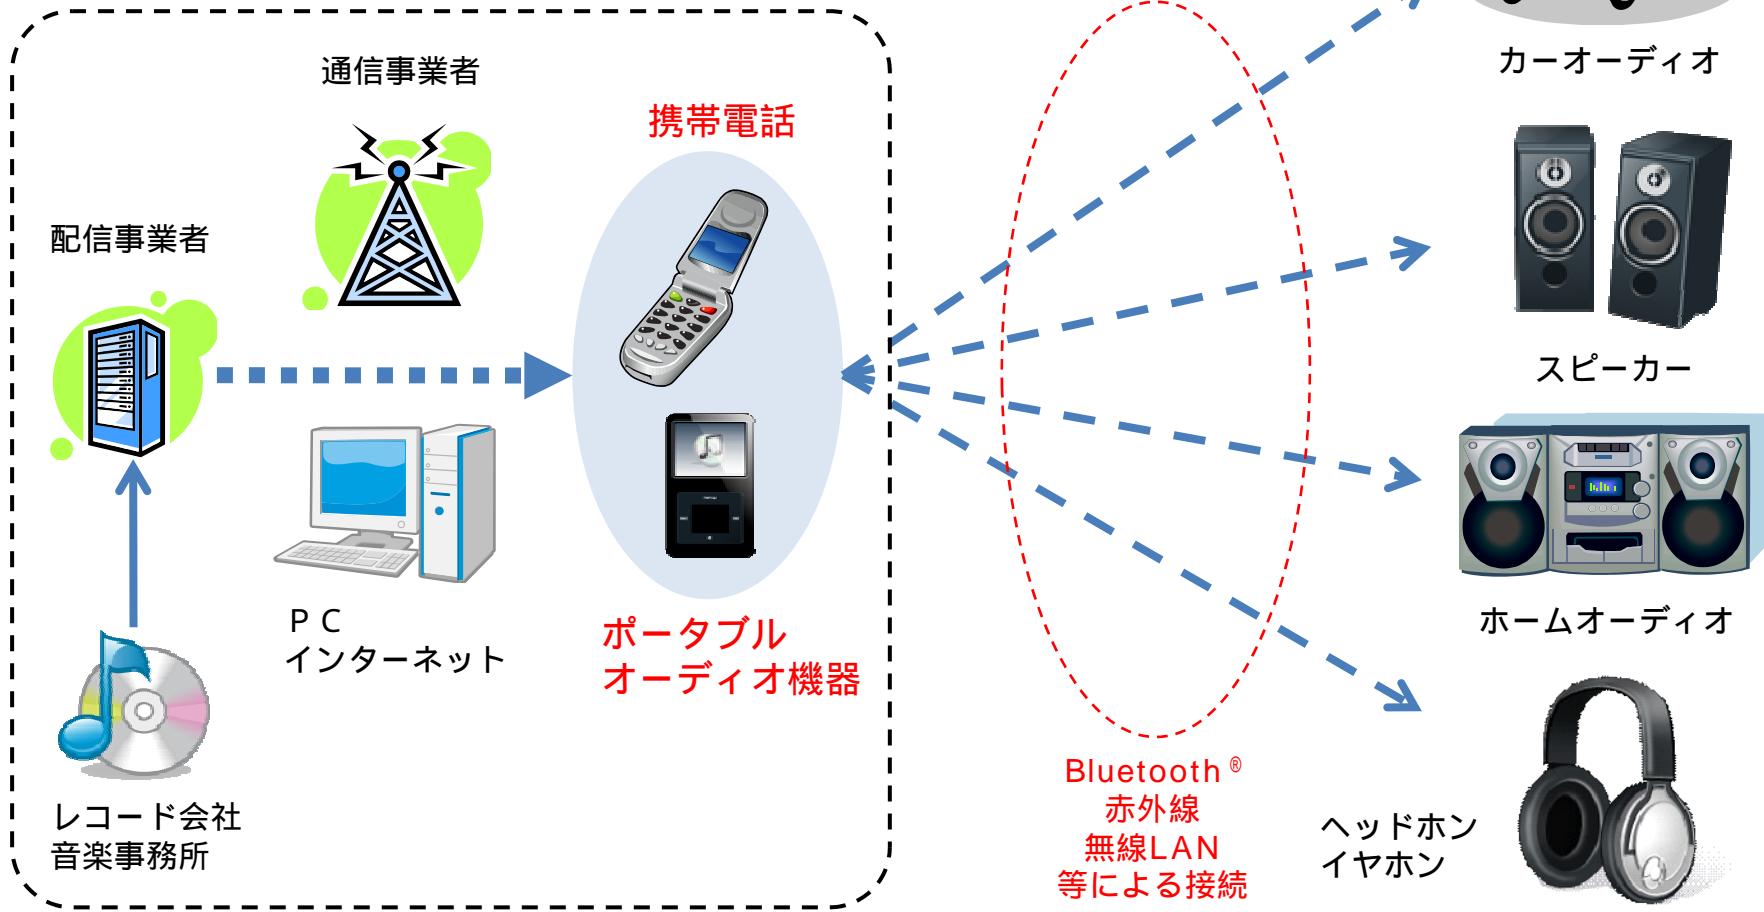 通信事業者
携帯電話
配信事業者
ＰＣ
インターネット
ポータブル
オーディオ機器
レコード会社
音楽事務所
Bluetooth®
赤外線
無線LAN
等による接続
カーオーディオ
スピーカー
ホームオーディオ
ヘッドホン
イヤホン